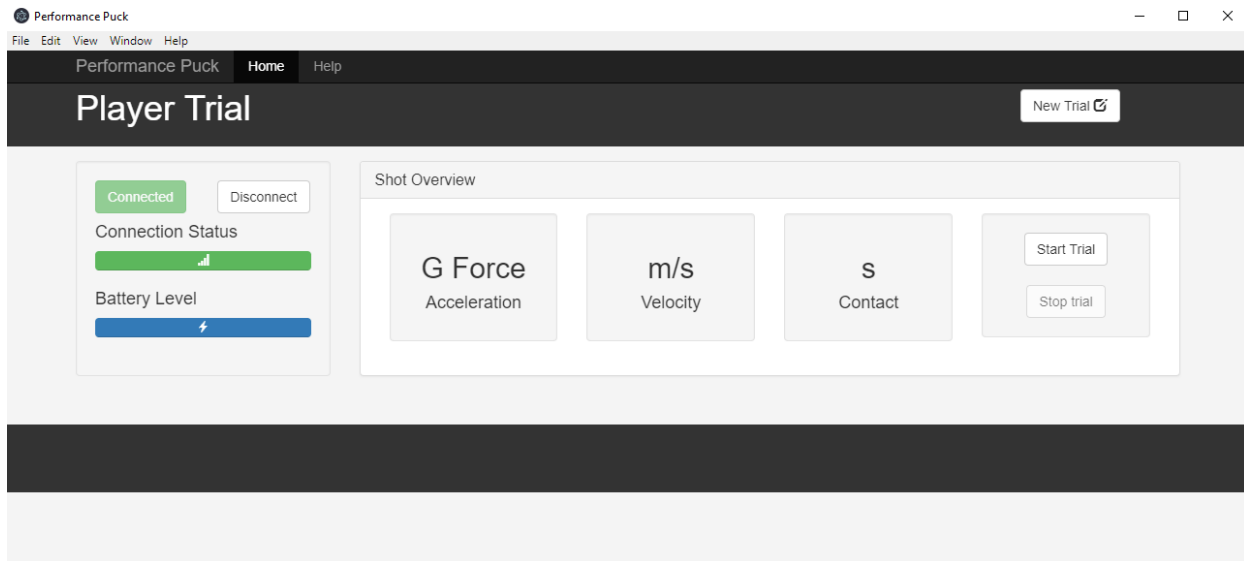 Performance Puck
File Edit View Window Help
Performance Puck Home Help
Player Trial
New Trial
Connected Disconnect
Connection Status
Battery Level
Shot Overview
G Force
Acceleration
m/s
Velocity
s
Contact
Start Trial
Stop trial